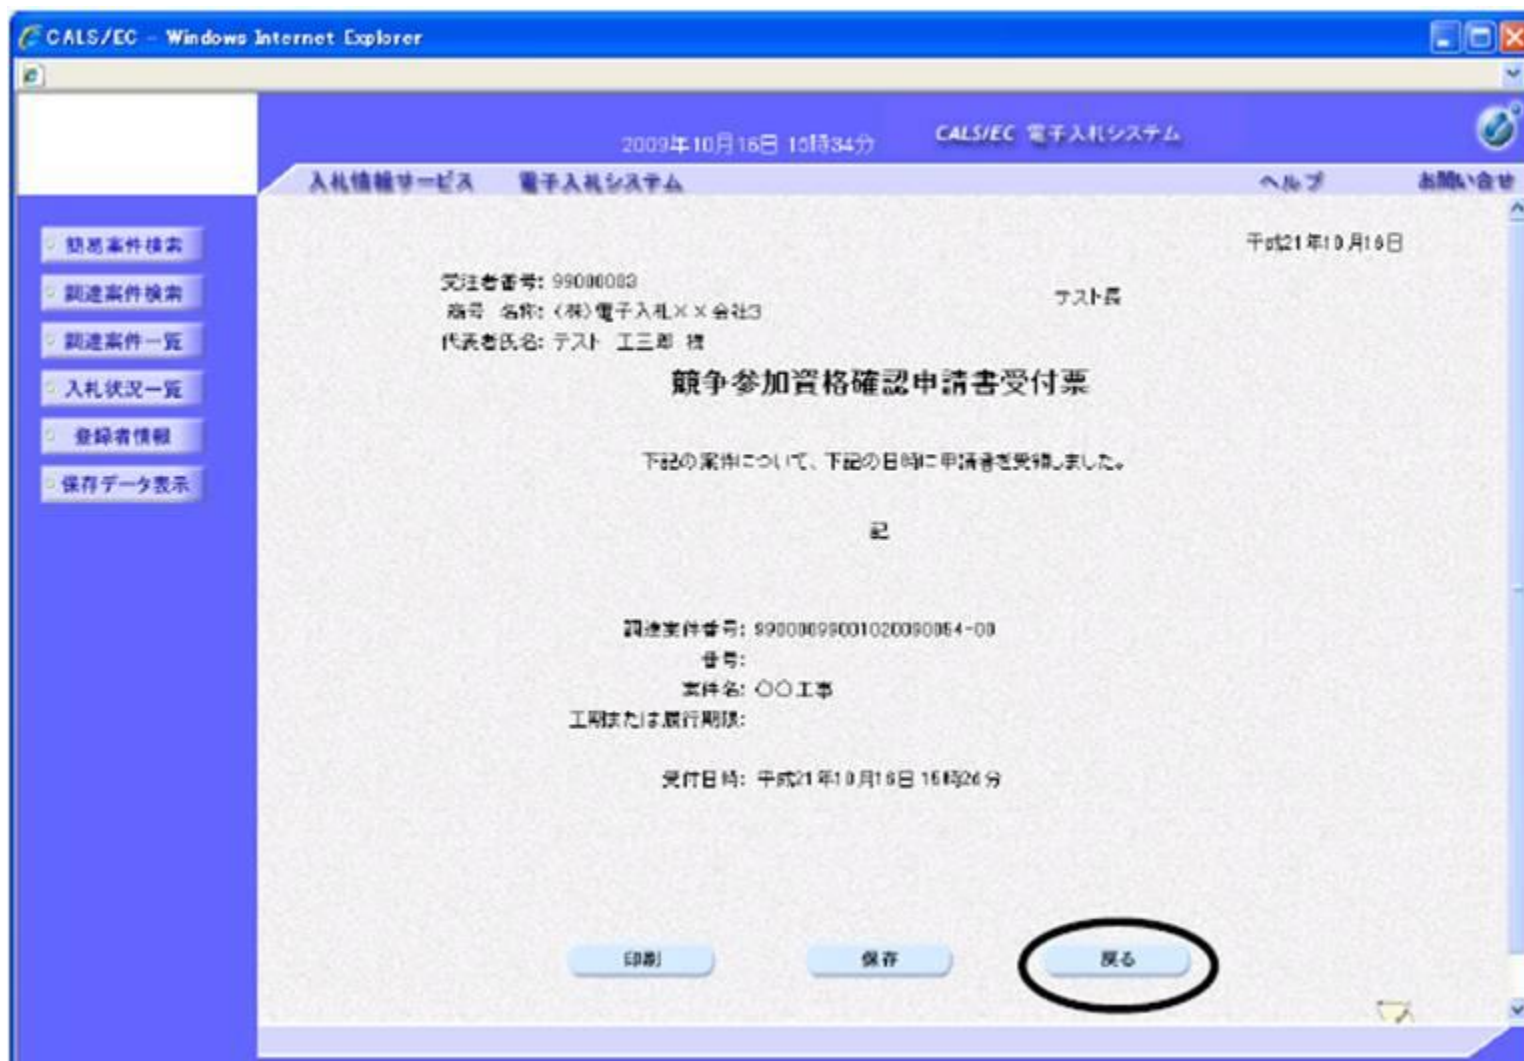 CALS/EC - Windows Internet Explorer
2009年10月16日 15時34分 CALS/EC 電子入札システム
入札情報サービス 電子入札システム ヘルプ お問い合せ
簡易案件検索
調達案件検索
調達案件一覧
入札状況一覧
登録者情報
保存データ表示
平成21年10月16日
受注者番号: 99000003
商号 名称: (株)電子入札××会社3
テスト長
代表者氏名: テスト 工三郎 様
競争参加資格確認申請書受付票
下記の案件について、下記の日時に申請書を受領しました。
記
調達案件番号:
番号:
案件名: 〇〇工事
工期または履行期限:
受付日時: 平成21年10月16日 15時26分
印刷 保存 戻る